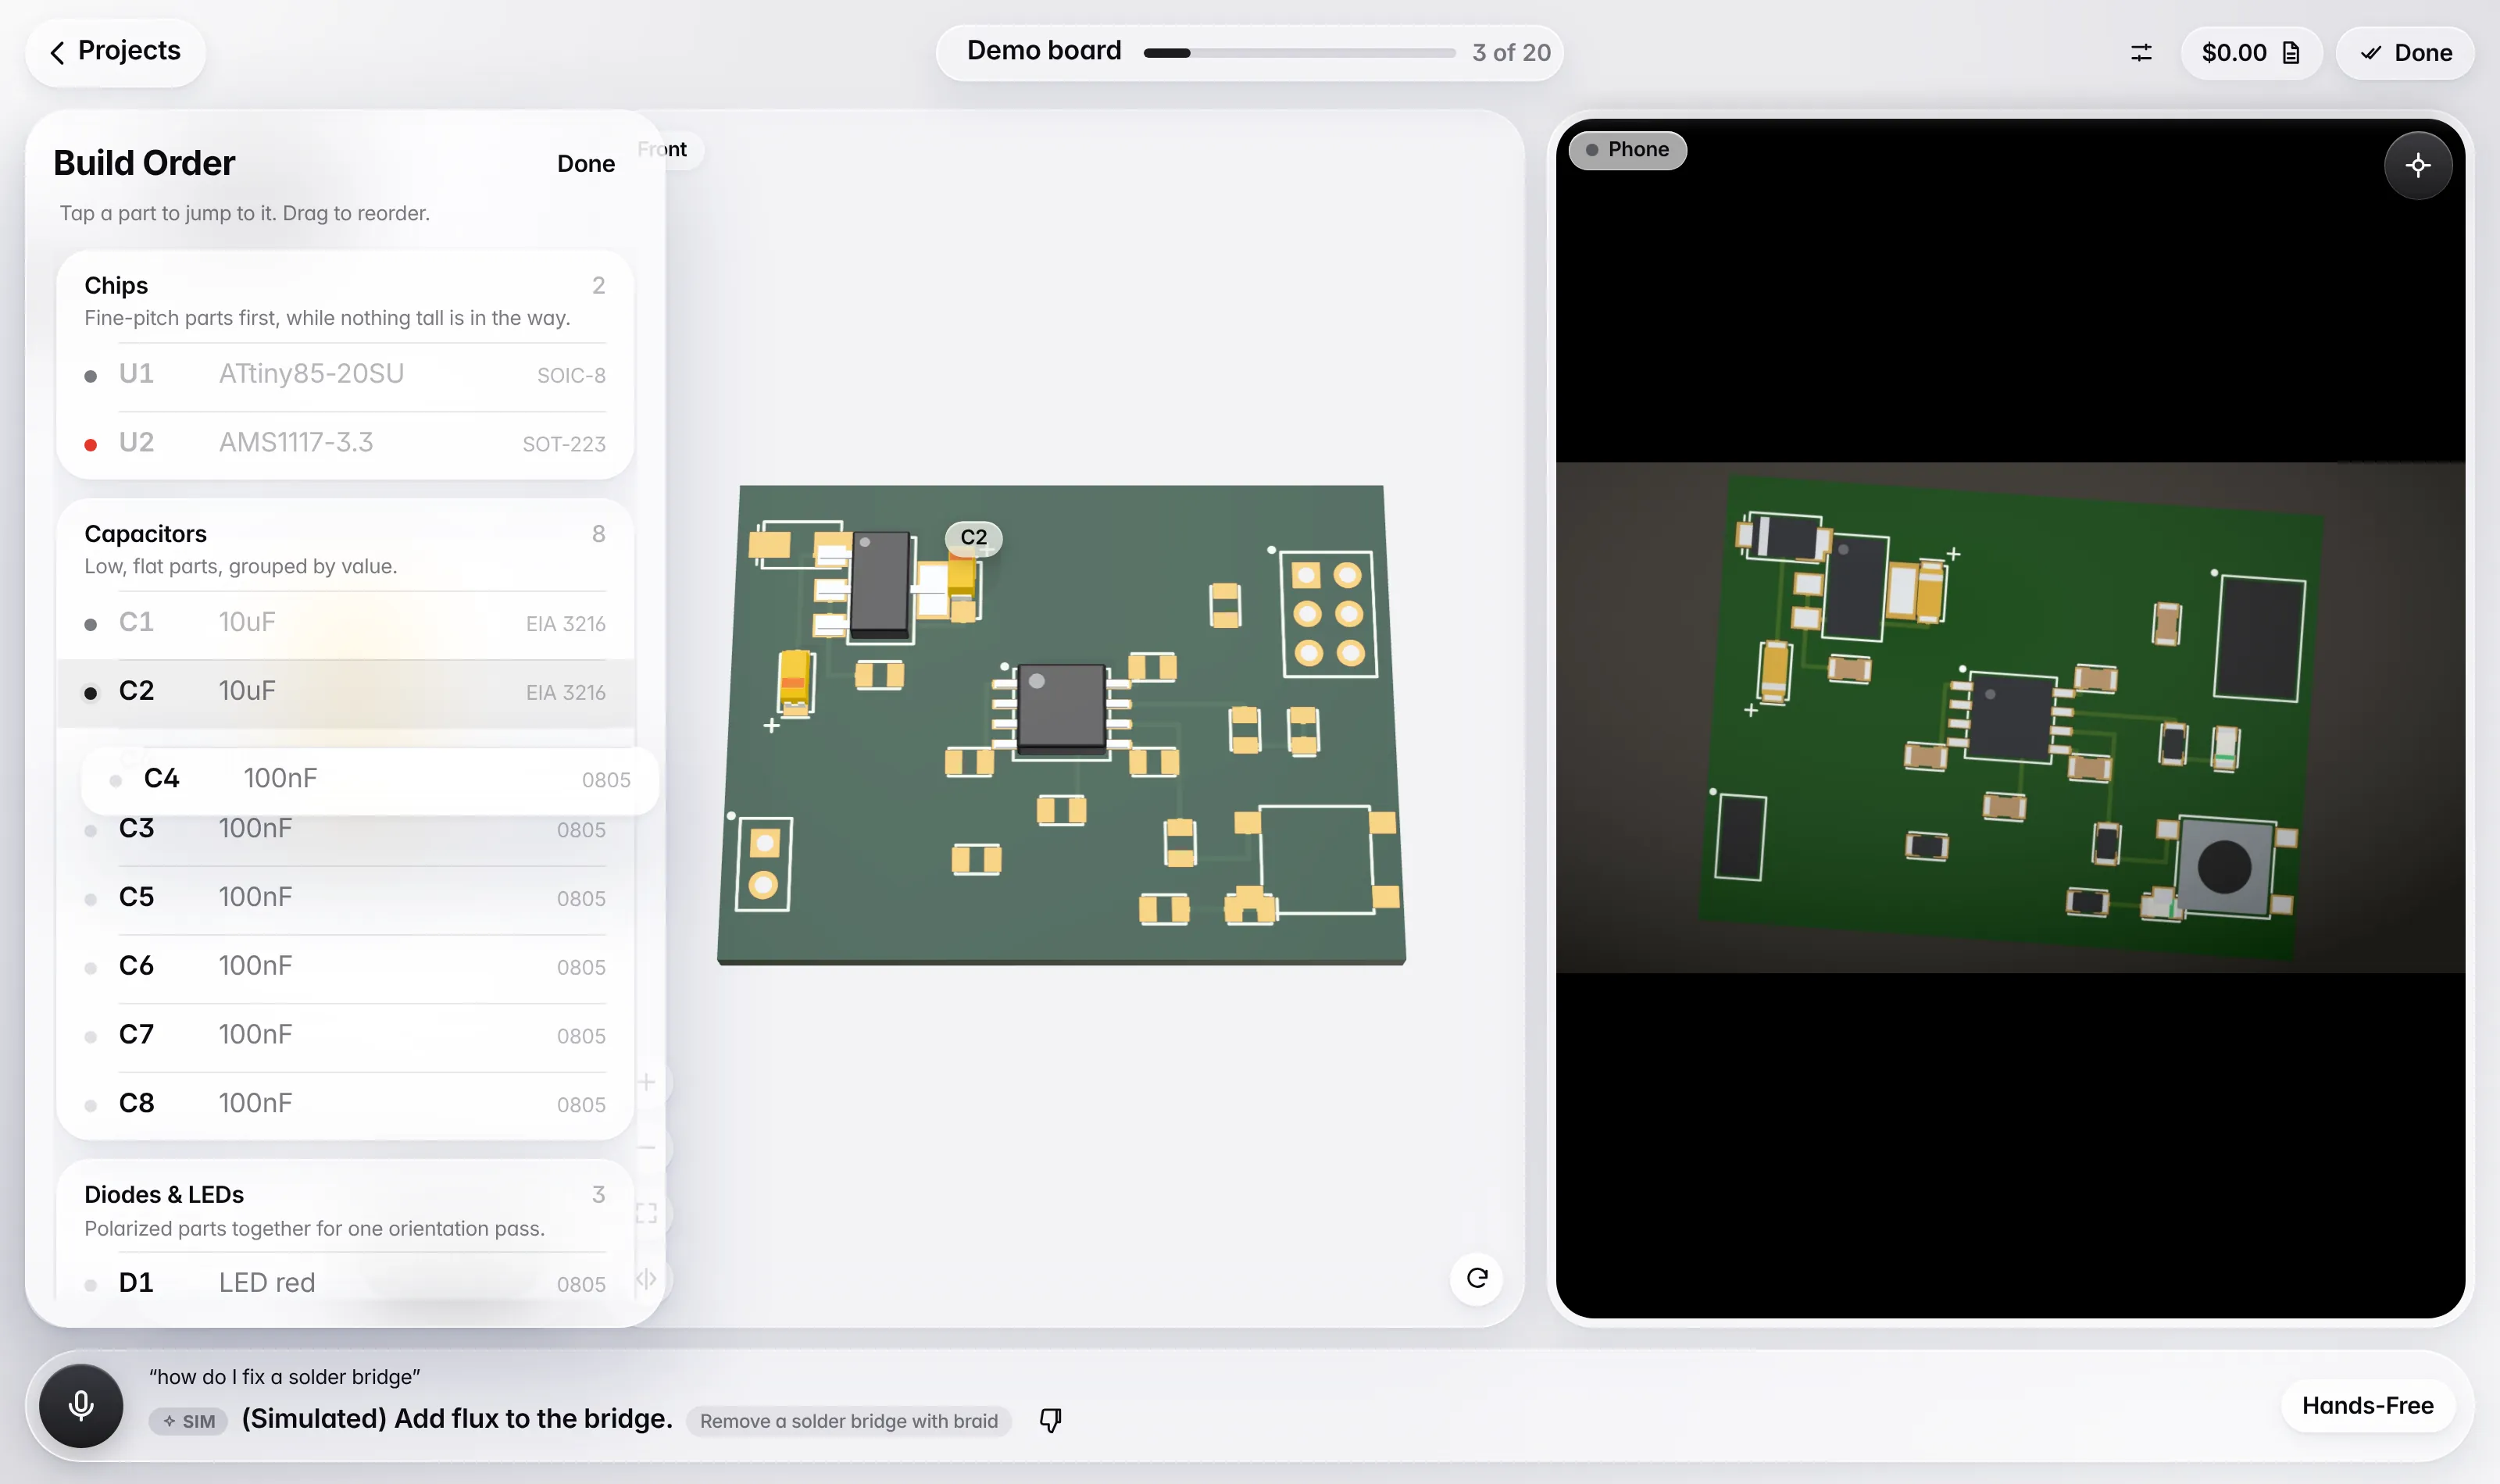 Projects
Demo board 3 of 20
$0.00
Done
Build Order
Done
Tap a part to jump to it. Drag to reorder.
Chips 2
Fine-pitch parts first, while nothing tall is in the way.
U1 ATtiny85-20SU SOIC-8
U2 AMS1117-3.3 SOT-223
Capacitors 8
Low, flat parts, grouped by value.
C1 10uF EIA 3216
C2 10uF EIA 3216
C4 100nF 0805
C3 100nF 0805
C5 100nF 0805
C6 100nF 0805
C7 100nF 0805
C8 100nF 0805
Diodes & LEDs 3
Polarized parts together for one orientation pass.
D1 LED red 0805
Front
C2
+
+
Phone
+
+
“how do I fix a solder bridge”
SIM (Simulated) Add flux to the bridge. Remove a solder bridge with braid
Hands-Free